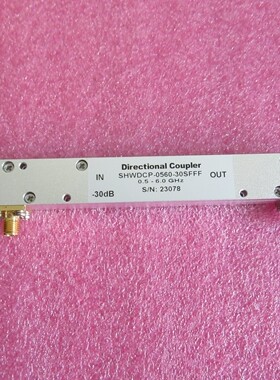 Directional Coupler
IN SHWDCP-0560-30SFFF OUT
0.5 - 6.0 GHz
-30dB S/N: 23078